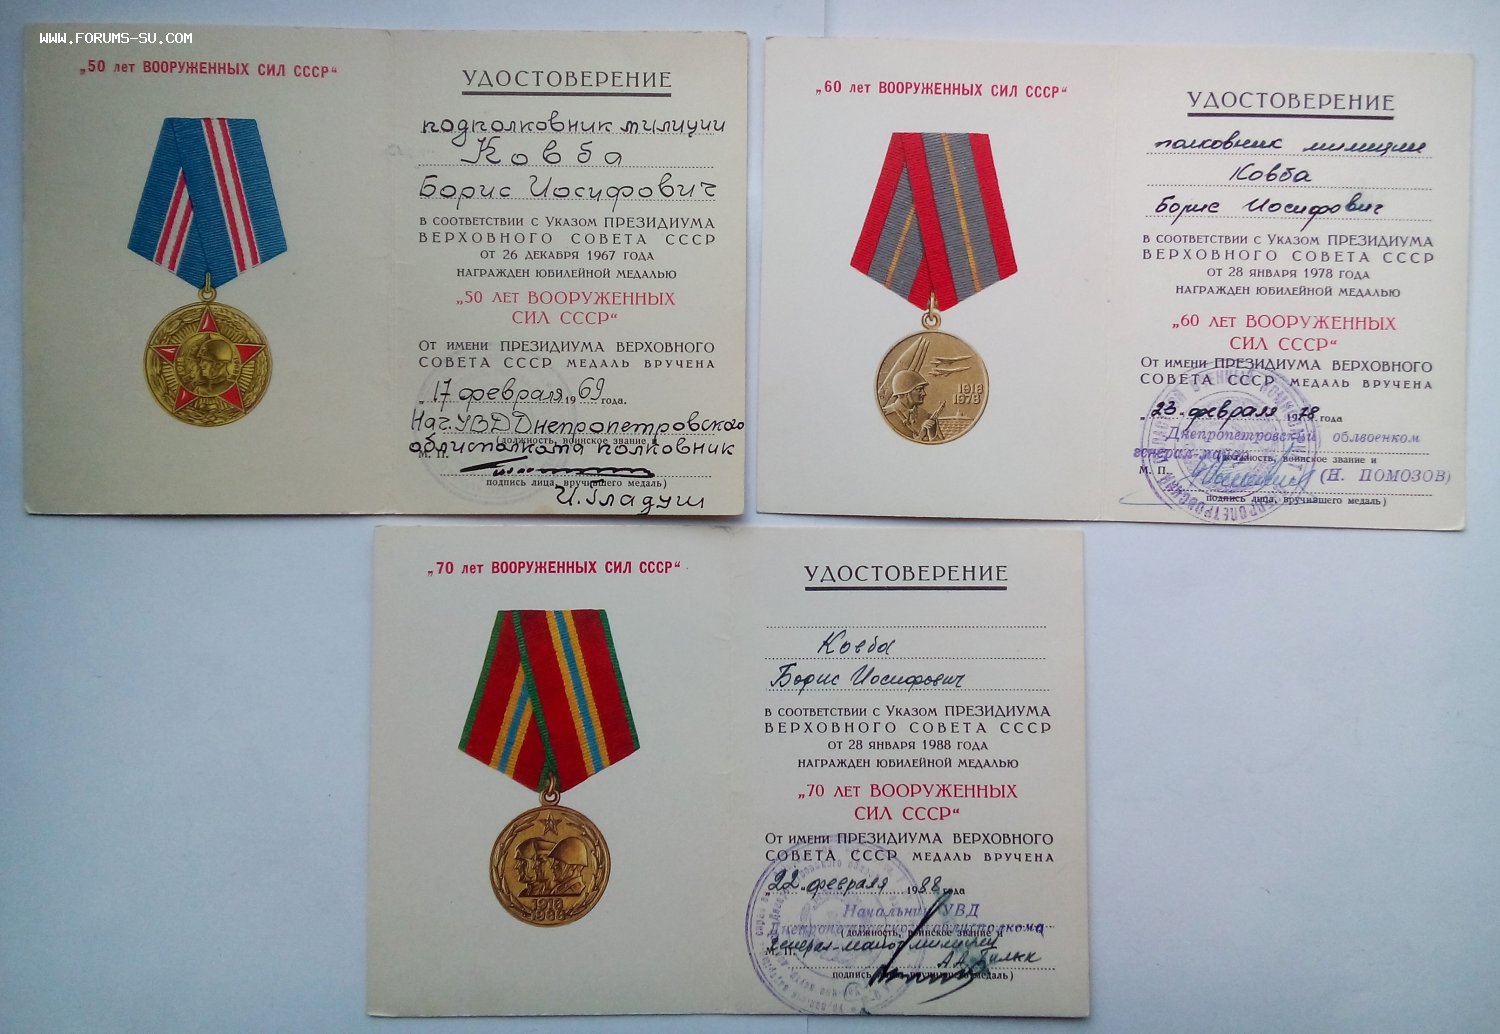 WWW.FORUMS-SU.COM
„50 лет ВООРУЖЕННЫХ СИЛ СССР“
УДОСТОВЕРЕНИЕ
подполковник милиции
Ковба
Борис Иосифович
в соответствии с Указом ПРЕЗИДИУМА
ВЕРХОВНОГО СОВЕТА СССР
от 26 декабря 1967 года
награжден юбилейной медалью
„50 лет ВООРУЖЕННЫХ
СИЛ СССР“
От имени ПРЕЗИДИУМА ВЕРХОВНОГО
СОВЕТА СССР медаль вручена
„17 февраля 1969 года.
Нач. УВД Днепропетровского
(должность, воинское звание и
облисполкома полковник
М. П.
подпись лица, вручившего медаль)
И. Гладуш
„60 лет ВООРУЖЕННЫХ СИЛ СССР“
1918
1978
УДОСТОВЕРЕНИЕ
полковник милиции
Ковба
Борис Иосифович
в соответствии с Указом ПРЕЗИДИУМА
ВЕРХОВНОГО СОВЕТА СССР
от 28 января 1978 года
награжден юбилейной медалью
„60 лет ВООРУЖЕННЫХ
СИЛ СССР“
От имени ПРЕЗИДИУМА ВЕРХОВНОГО
СОВЕТА СССР медаль вручена
„23 февраля 1978 года
Днепропетровский облвоенком
генерал-майор
(должность, воинское звание и
М. П.
(Н. ПОМОЗОВ)
подпись лица, вручившего медаль)
„70 лет ВООРУЖЕННЫХ СИЛ СССР“
1918
1988
УДОСТОВЕРЕНИЕ
Ковба
Борис Иосифович
в соответствии с Указом ПРЕЗИДИУМА
ВЕРХОВНОГО СОВЕТА СССР
от 28 января 1988 года
награжден юбилейной медалью
„70 лет ВООРУЖЕННЫХ
СИЛ СССР“
От имени ПРЕЗИДИУМА ВЕРХОВНОГО
СОВЕТА СССР медаль вручена
„22 февраля 1988 года
Начальник УВД
Днепропетровского облисполкома
(должность, воинское звание и
генерал-майор милиции
М. П.
подпись лица, вручившего медаль)